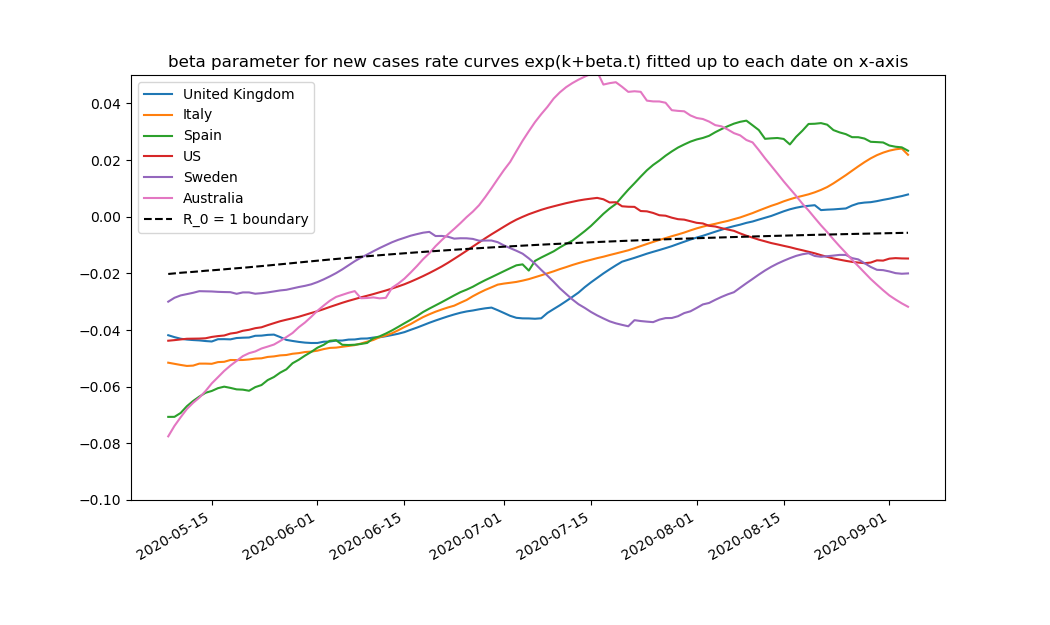 beta parameter for new cases rate curves exp(k+beta.t) fitted up to each date on x-axis
United Kingdom
Italy
Spain
US
Sweden
Australia
R_0 = 1 boundary
0.04
0.02
0.00
−0.02
−0.04
−0.06
−0.08
−0.10
2020-05-15
2020-06-01
2020-06-15
2020-07-01
2020-07-15
2020-08-01
2020-08-15
2020-09-01